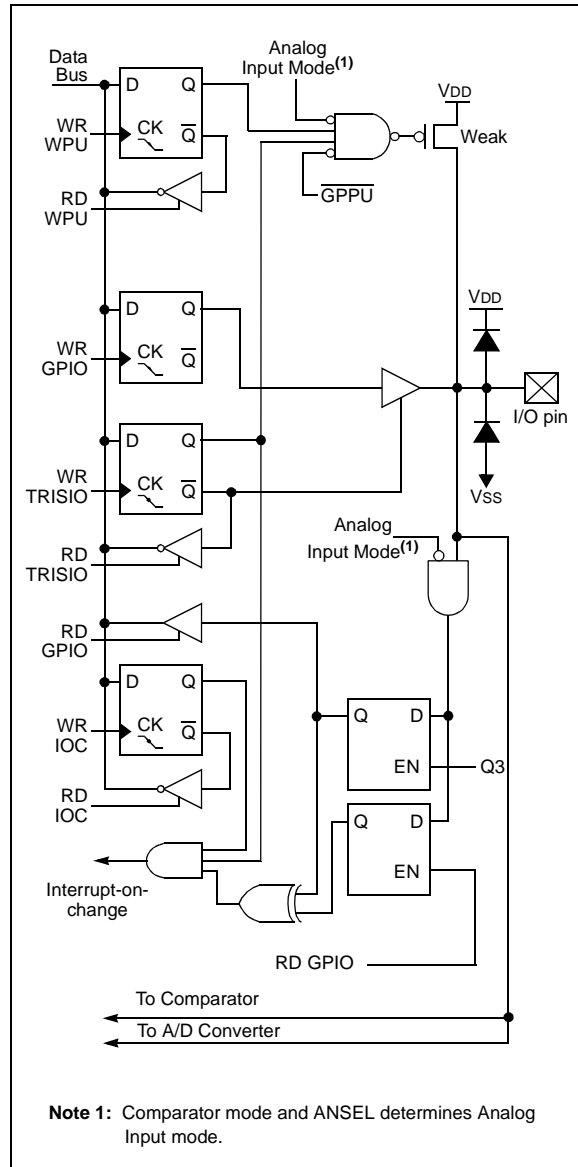 Data
Bus
D Q
CK Q
WR
WPU
RD
WPU
Analog
Input Mode(1)
GPPU
VDD
Weak
D Q
CK Q
WR
GPIO
VDD
I/O pin
VSS
D Q
CK Q
WR
TRISIO
RD
TRISIO
Analog
Input Mode(1)
RD
GPIO
D Q
CK Q
WR
IOC
RD
IOC
Q D
EN
Q3
Q D
EN
Interrupt-on-
change
RD GPIO
To Comparator
To A/D Converter
Note 1: Comparator mode and ANSEL determines Analog
Input mode.